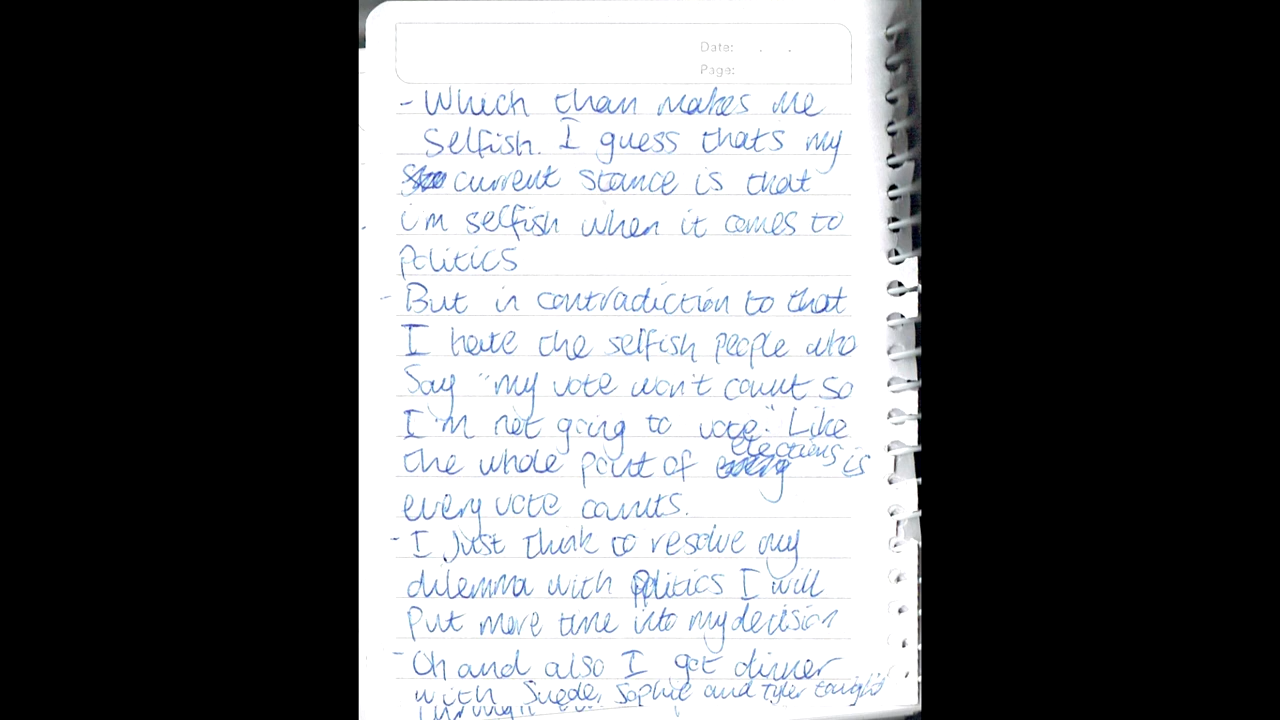 Date: . .
Page:
- Which than makes me
selfish. I guess thats my
current stance is that
im selfish when it comes to
politics
- But in contradiction to that
I hate the selfish people who
Say "my vote won't count so
I'm not going to vote." Like
the whole point of elections is
every vote counts.
- I just think to resolve my
dilemma with politics I will
put more time into my decision
- Oh and also I got dinner
with Suede, Sophie and Tyler tonight